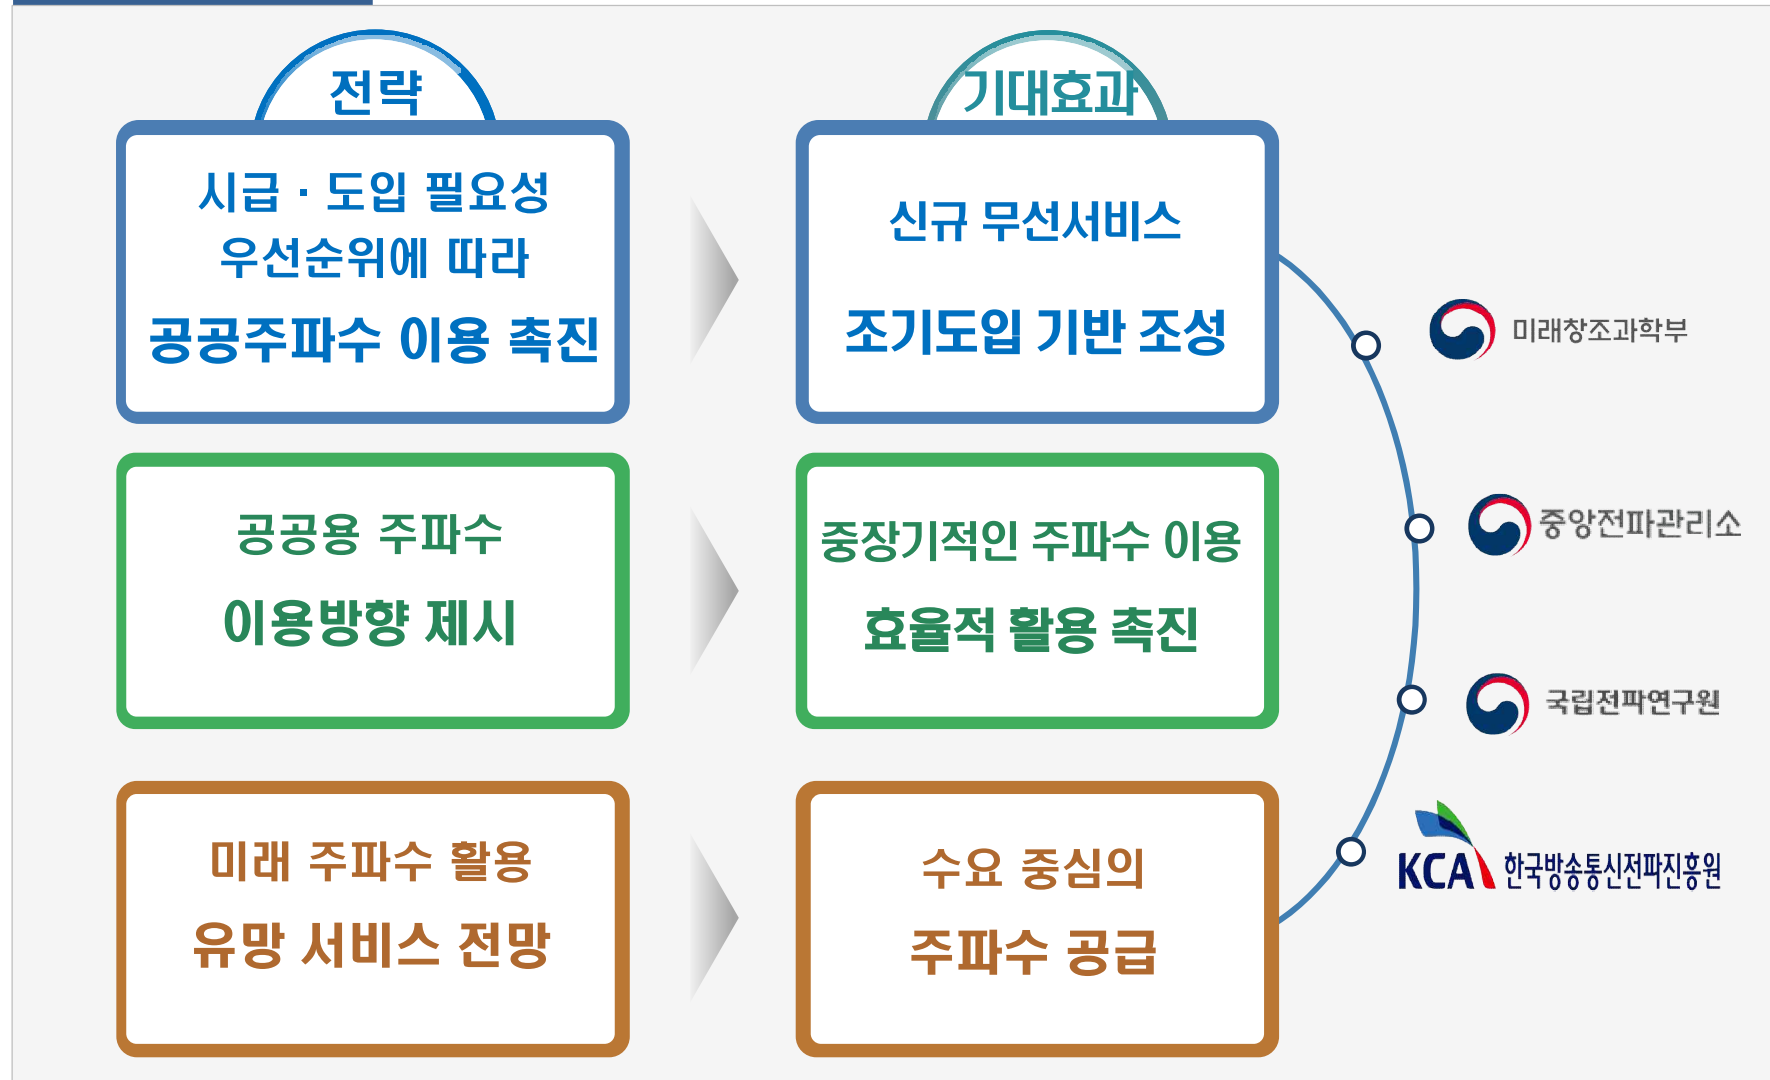 전략
시급 · 도입 필요성
우선순위에 따라
공공주파수 이용 촉진
공공용 주파수
이용방향 제시
미래 주파수 활용
유망 서비스 전망
기대효과
신규 무선서비스
조기도입 기반 조성
중장기적인 주파수 이용
효율적 활용 촉진
수요 중심의
주파수 공급
미래창조과학부
중앙전파관리소
국립전파연구원
KCA 한국방송통신전파진흥원